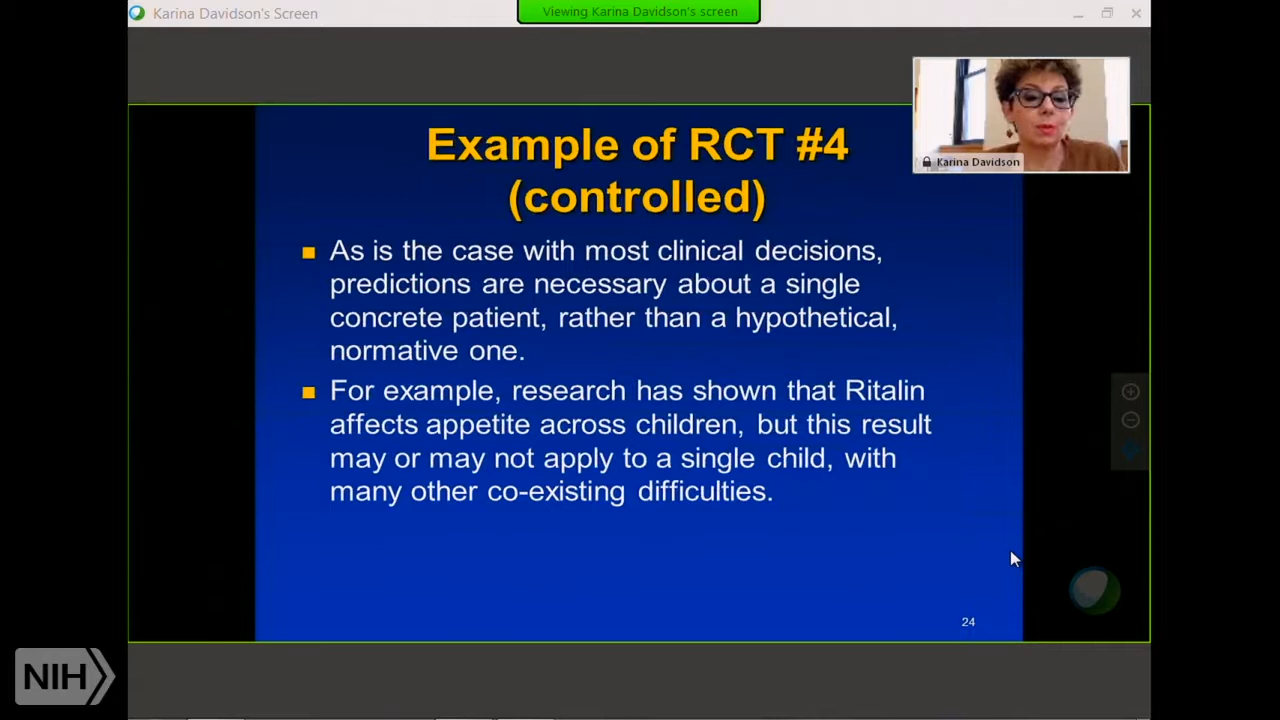 Karina Davidson's Screen
Viewing Karina Davidson's screen
Karina Davidson
Example of RCT #4
(controlled)
As is the case with most clinical decisions,
predictions are necessary about a single
concrete patient, rather than a hypothetical,
normative one.
For example, research has shown that Ritalin
affects appetite across children, but this result
may or may not apply to a single child, with
many other co-existing difficulties.
24
NIH